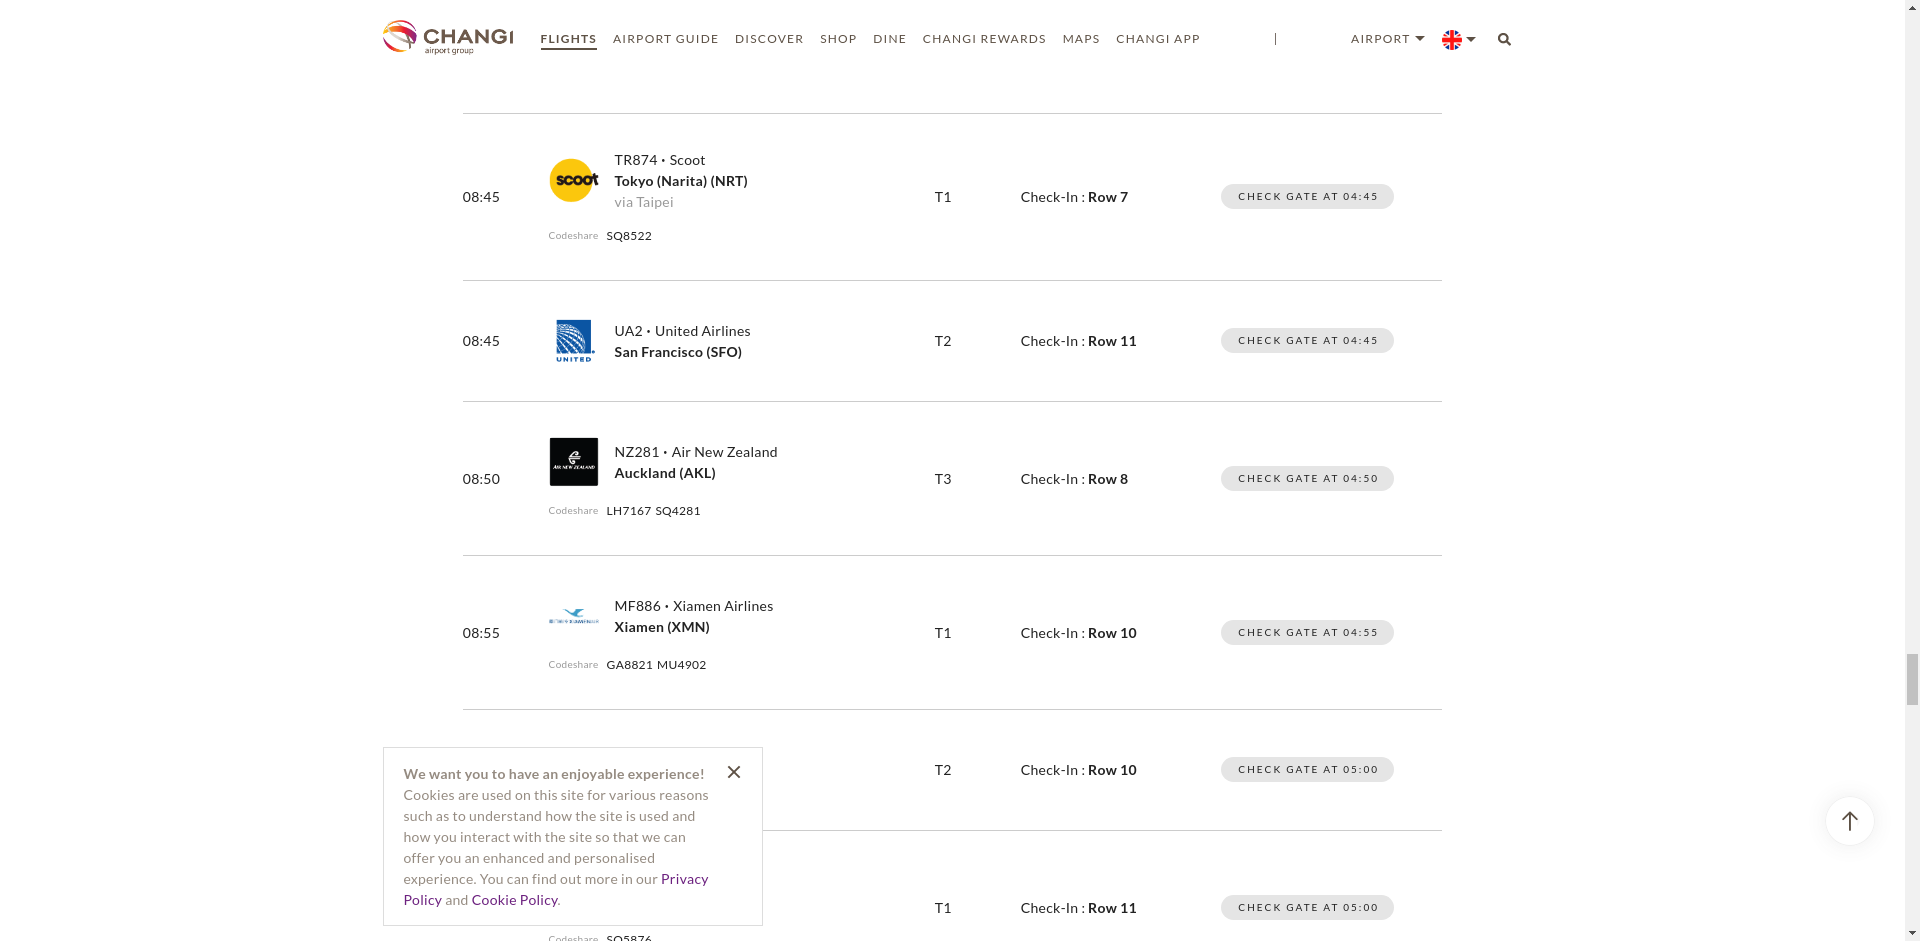 CHANGI
airport group
FLIGHTS AIRPORT GUIDE DISCOVER SHOP DINE CHANGI REWARDS MAPS CHANGI APP | AIRPORT
08:45
scoot
TR874 • Scoot
Tokyo (Narita) (NRT)
via Taipei
T1
Check-In : Row 7
CHECK GATE AT 04:45
Codeshare SQ8522
08:45
UNITED
UA2 • United Airlines
San Francisco (SFO)
T2
Check-In : Row 11
CHECK GATE AT 04:45
08:50
AIR NEW ZEALAND
NZ281 • Air New Zealand
Auckland (AKL)
T3
Check-In : Row 8
CHECK GATE AT 04:50
Codeshare LH7167 SQ4281
08:55
MF886 • Xiamen Airlines
Xiamen (XMN)
T1
Check-In : Row 10
CHECK GATE AT 04:55
Codeshare GA8821 MU4902
T2
Check-In : Row 10
CHECK GATE AT 05:00
T1
Check-In : Row 11
CHECK GATE AT 05:00
Codeshare SQ5876
We want you to have an enjoyable experience!
Cookies are used on this site for various reasons
such as to understand how the site is used and
how you interact with the site so that we can
offer you an enhanced and personalised
experience. You can find out more in our Privacy
Policy and Cookie Policy.